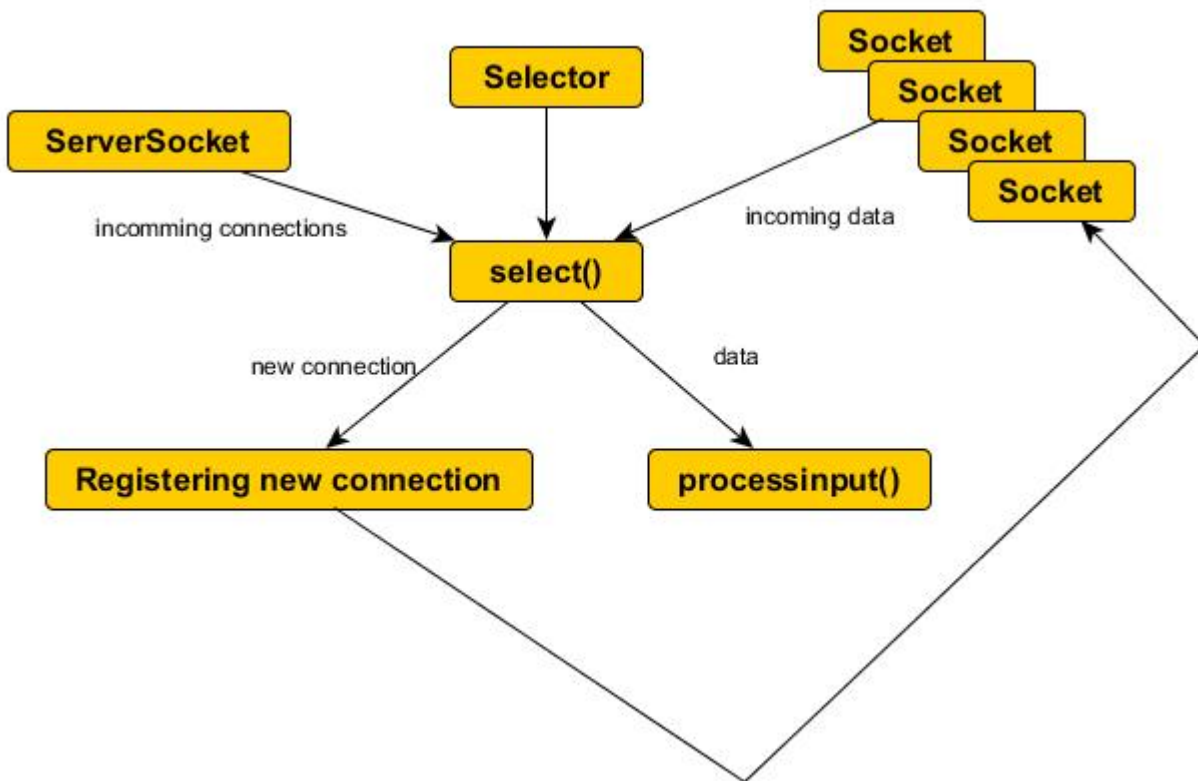 Socket
Selector
Socket
ServerSocket
Socket
Socket
incomming connections
incoming data
select()
new connection
data
Registering new connection
processinput()